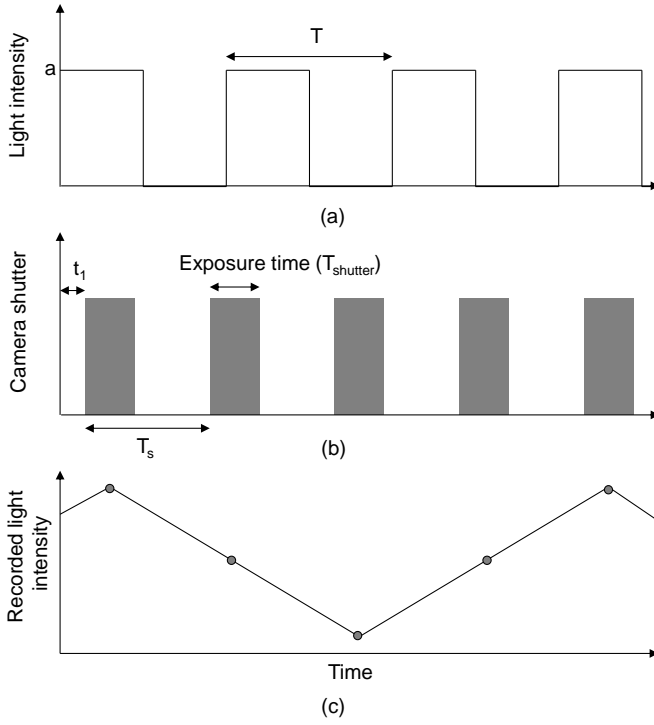 T
Light intensity
a
(a)
t1
Exposure time (Tshutter)
Camera shutter
Ts
(b)
Recorded light
intensity
Time
(c)